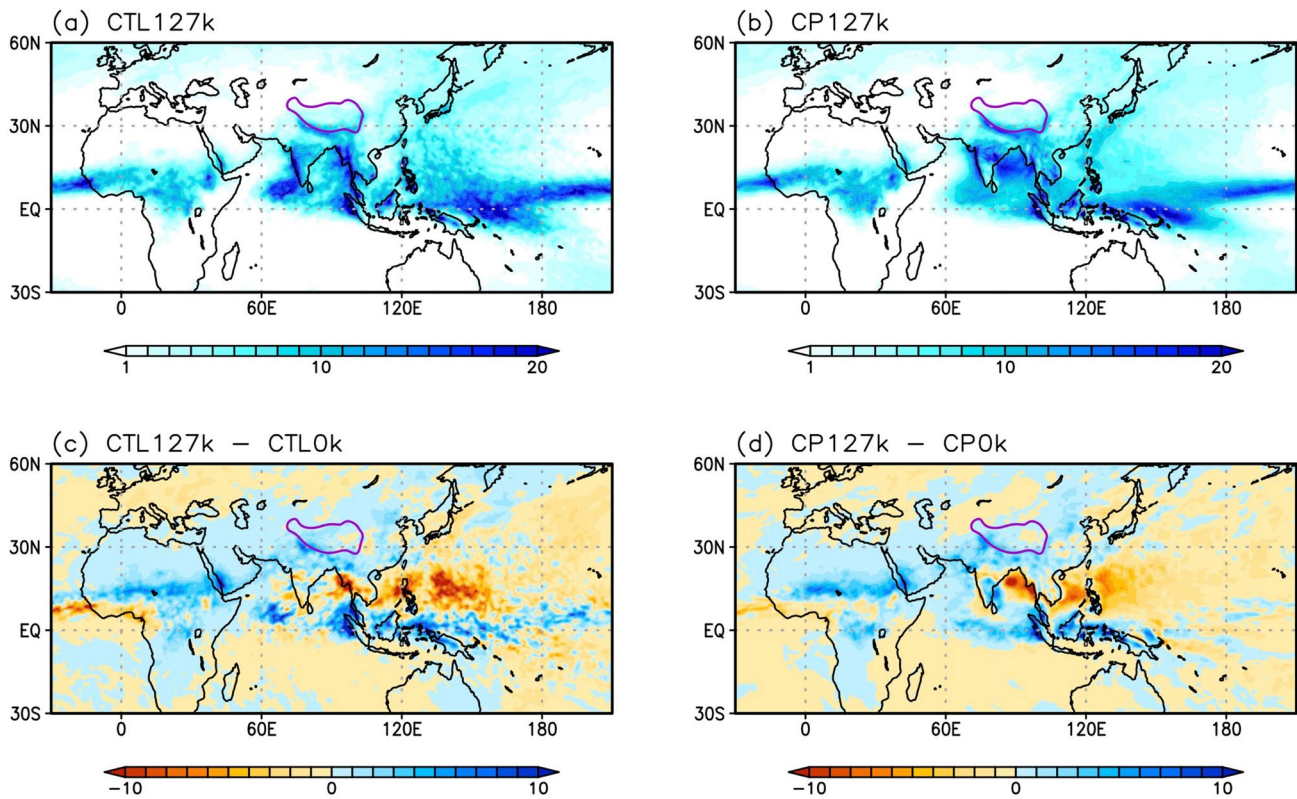 (a) CTL127k
60N
30N
EQ
30S
0 60E 120E 180
1 10 20
(b) CP127k
60N
30N
EQ
30S
0 60E 120E 180
1 10 20
(c) CTL127k − CTL0k
60N
30N
EQ
30S
0 60E 120E 180
−10 0 10
(d) CP127k − CP0k
60N
30N
EQ
30S
0 60E 120E 180
−10 0 10